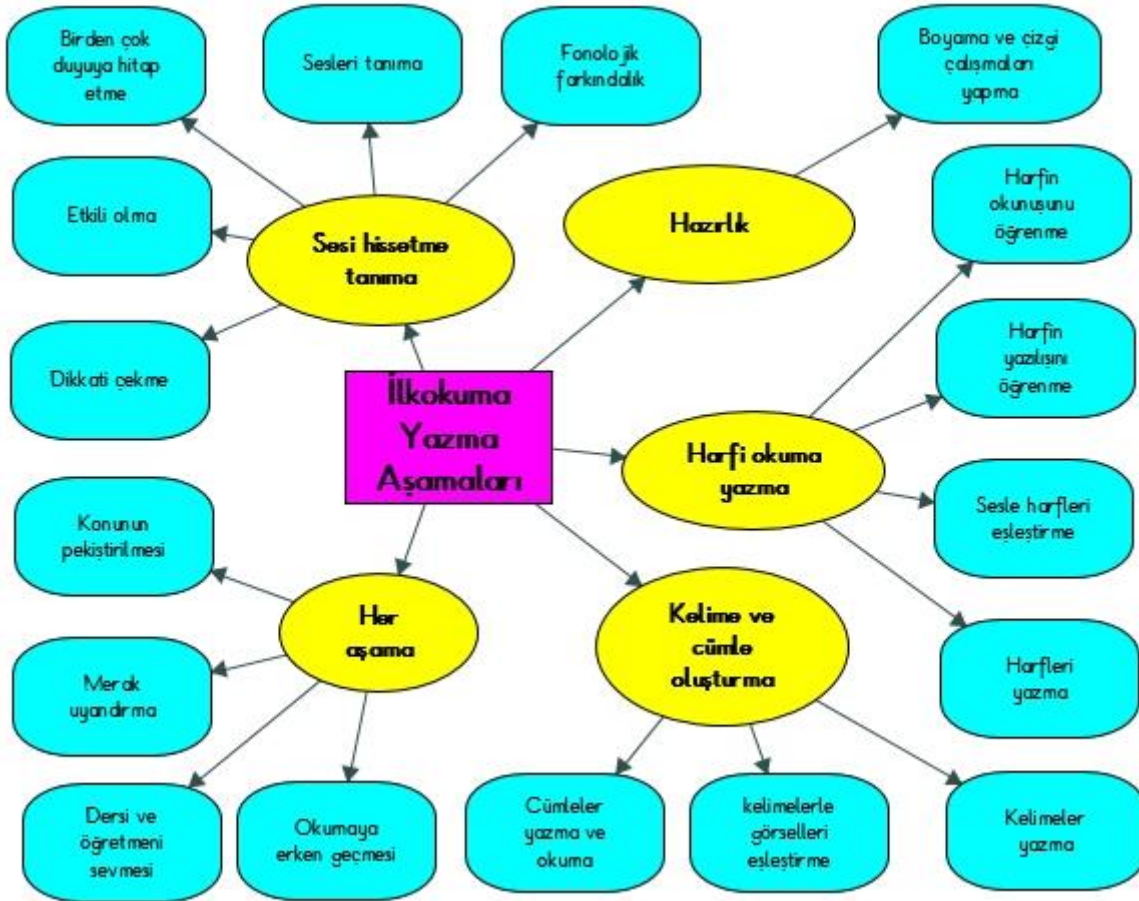 Birden çok
duyuya hitap
etme
Sesleri tanıma
Fonolojik
farkındalık
Boyama ve çizgi
çalışmaları
yapma
Etkili olma
Sesi hissetme
tanıma
Hazırlık
Harfin
okunuşunu
öğrenme
Dikkati çekme
Harfin
yazılışını
öğrenme
İlkokuma
Yazma
Aşamaları
Harfi okuma
yazma
Sesle harfleri
eşleştirme
Konunun
pekiştirilmesi
Her
aşama
Kelime ve
cümle
oluşturma
Harfleri
yazma
Merak
uyandırma
Dersi ve
öğretmeni
sevmesi
Okumaya
erken geçmesi
Cümleler
yazma ve
okuma
kelimelerle
görselleri
eşleştirme
Kelimeler
yazma